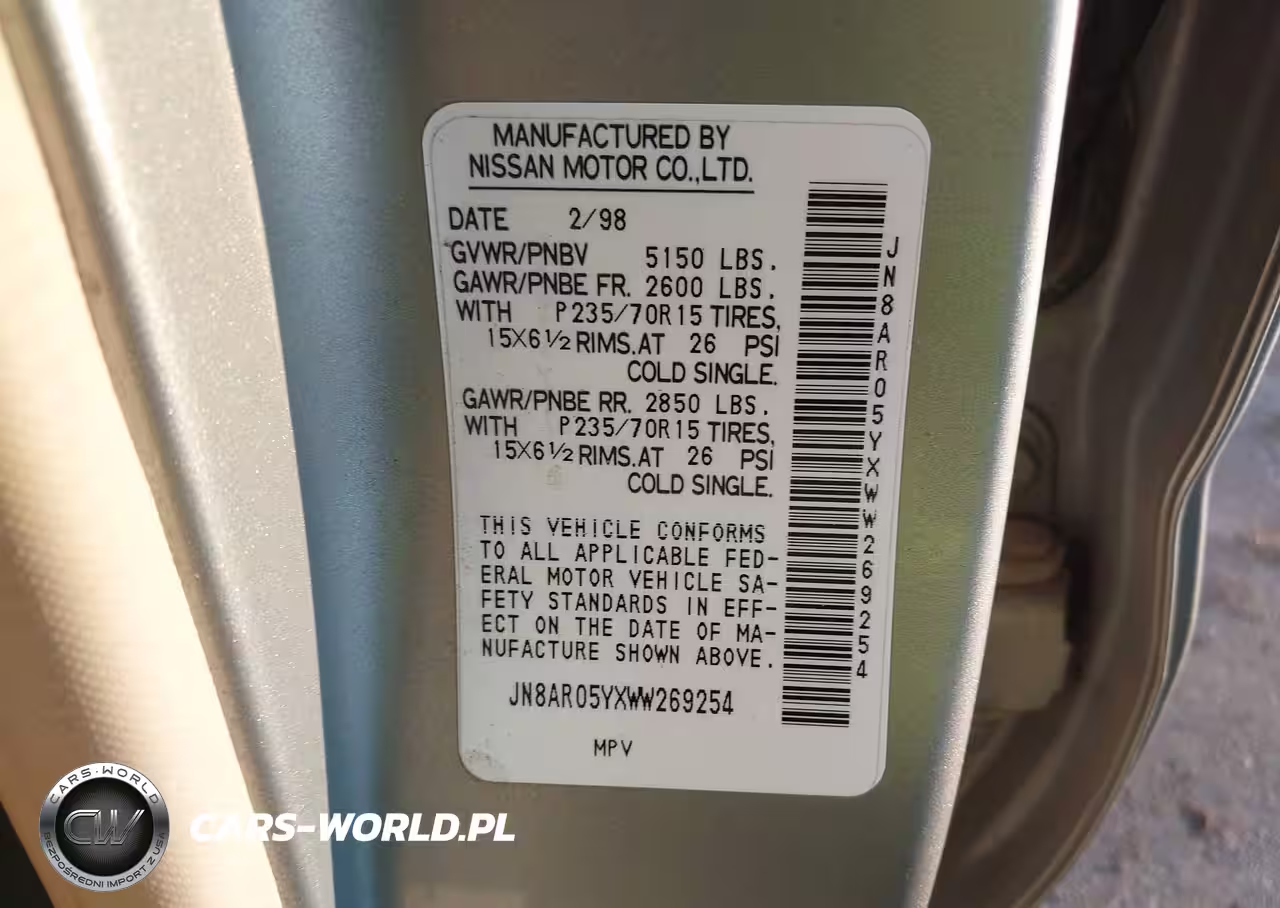 MANUFACTURED BY
NISSAN MOTOR CO.,LTD.
DATE 2/98
GVWR/PNBV 5150 LBS.
GAWR/PNBE FR. 2600 LBS.
WITH P235/70R15 TIRES,
15X6½ RIMS.AT 26 PSI
COLD SINGLE.
GAWR/PNBE RR. 2850 LBS.
WITH P235/70R15 TIRES,
15X6½ RIMS.AT 26 PSI
COLD SINGLE.
THIS VEHICLE CONFORMS
TO ALL APPLICABLE FED-
ERAL MOTOR VEHICLE SA-
FETY STANDARDS IN EFF-
ECT ON THE DATE OF MA-
NUFACTURE SHOWN ABOVE.
JN8AR05YXWW269254
MPV
JN8AR05YXWW269254
CARS-WORLD
CW
BEZPOŚREDNI IMPORT Z USA
CARS-WORLD.PL